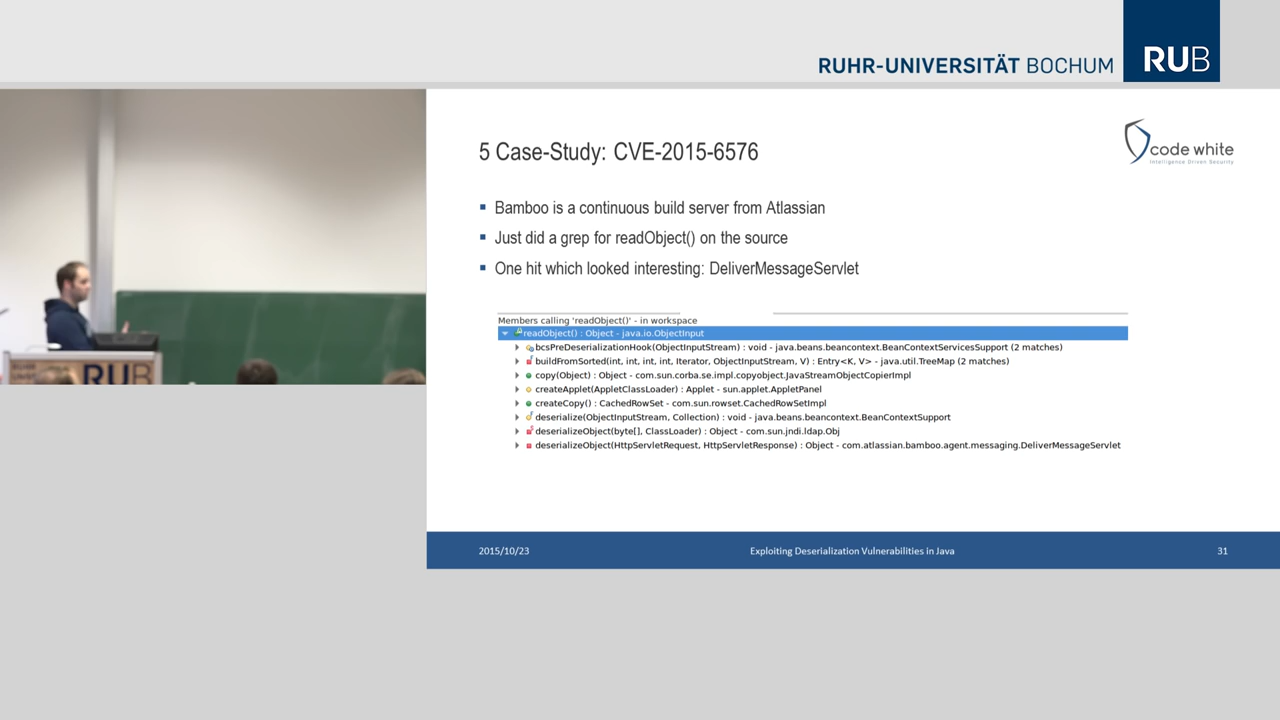 RUHR-UNIVERSITÄT BOCHUM RUB
5 Case-Study: CVE-2015-6576
code white
Intelligence Driven Security
Bamboo is a continuous build server from Atlassian
Just did a grep for readObject() on the source
One hit which looked interesting: DeliverMessageServlet
Members calling 'readObject()' - in workspace
readObject() : Object - java.io.ObjectInput
bcsPreDeserializationHook(ObjectInputStream) : void - java.beans.beancontext.BeanContextServicesSupport (2 matches)
buildFromSorted(int, int, int, Iterator, ObjectInputStream, V) : Entry<K, V> - java.util.TreeMap (2 matches)
copy(Object) : Object - com.sun.corba.se.impl.copyobject.JavaStreamObjectCopierImpl
createApplet(AppletClassLoader) : Applet - sun.applet.AppletPanel
createCopy() : CachedRowSet - com.sun.rowset.CachedRowSetImpl
deserialize(ObjectInputStream, Collection) : void - java.beans.beancontext.BeanContextSupport
deserializeObject(byte[], ClassLoader) : Object - com.sun.jndi.ldap.Obj
deserializeObject(HttpServletRequest, HttpServletResponse) : Object - com.atlassian.bamboo.agent.messaging.DeliverMessageServlet
RUB
2015/10/23
Exploiting Deserialization Vulnerabilities in Java
31